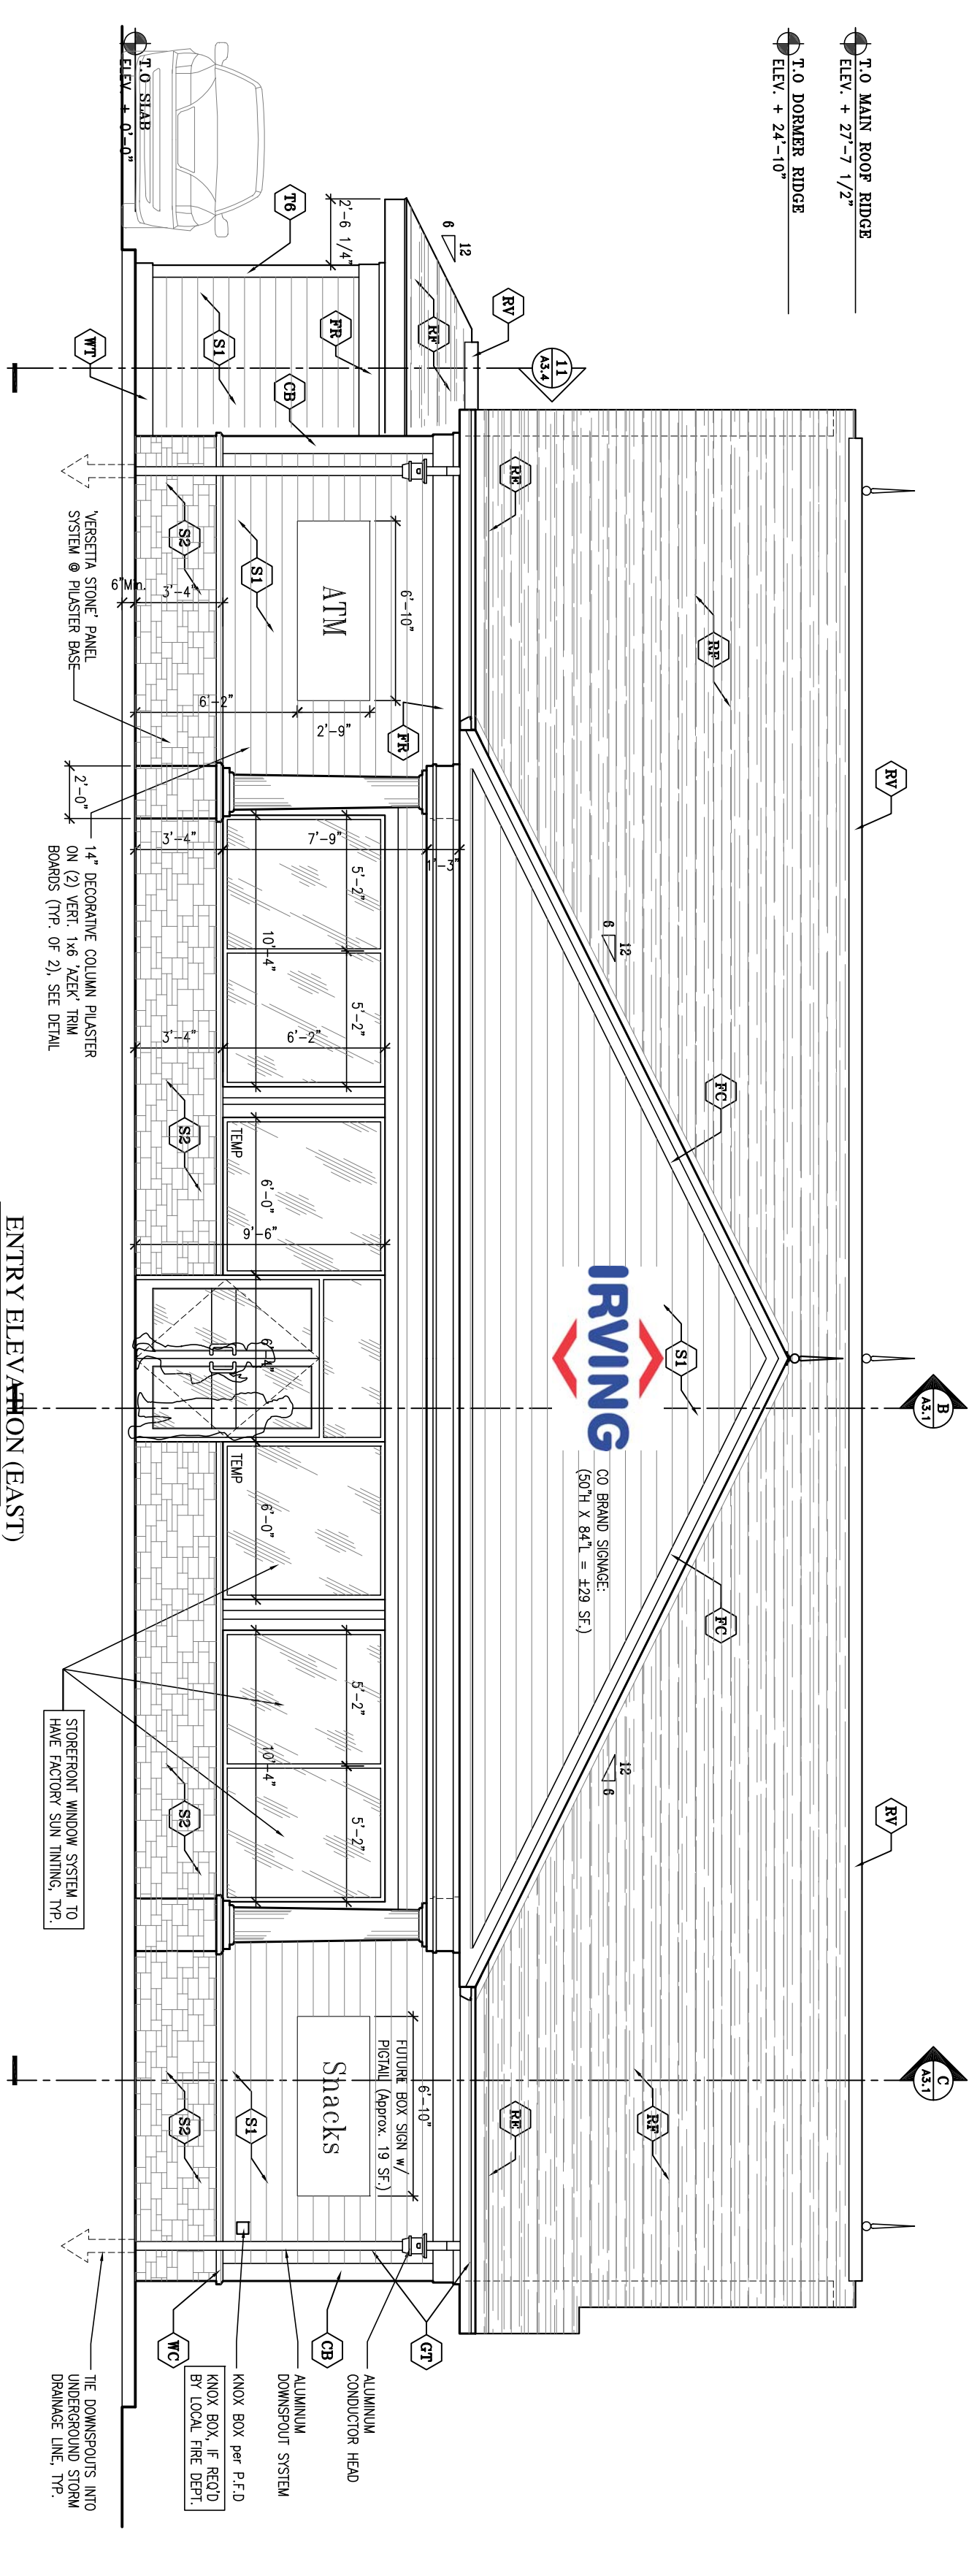 T.O MAIN ROOF RIDGE
ELEV. + 27'-7 1/2"
T.O DORMER RIDGE
ELEV. + 24'-10"
T.O SLAB
ELEV. + 0'-0"
T6
2'-6 1/4"
12
6
RV
RF
FR
S1
WT
CB
11
A3.4
RE
S2
S1
'VERSETTA STONE' PANEL
SYSTEM @ PILASTER BASE
6"Min.
3'-4"
ATM
6'-10"
6'-2"
2'-9"
FR
RF
RV
2'-0"
14" DECORATIVE COLUMN PILASTER
ON (2) VERT. 1x6 'AZEK' TRIM
BOARDS (TYP. OF 2), SEE DETAIL
3'-4"
7'-9"
1'-3"
5'-2"
10'-4"
5'-2"
3'-4"
6'-2"
12
6
FC
S2
TEMP
6'-0"
9'-6"
6'-4"
IRVING
S1
B
A3.1
CO BRAND SIGNAGE:
(50"H X 84"L = ±29 SF.)
TEMP
6'-0"
FC
12
6
5'-2"
10'-4"
5'-2"
RV
S2
STOREFRONT WINDOW SYSTEM TO
HAVE FACTORY SUN TINTING, TYP.
C
A3.1
FUTURE BOX SIGN w/
PIGTAIL (Approx. 19 SF.)
6'-10"
Snacks
RE
RF
S1
S2
GT
CB
WC
ALUMINUM
CONDUCTOR HEAD
ALUMINUM
DOWNSPOUT SYSTEM
KNOX BOX per P.F.D
KNOX BOX, IF REQ'D
BY LOCAL FIRE DEPT.
TIE DOWNSPOUTS INTO
UNDERGROUND STORM
DRAINAGE LINE, TYP.
ENTRY ELEVATION (EAST)